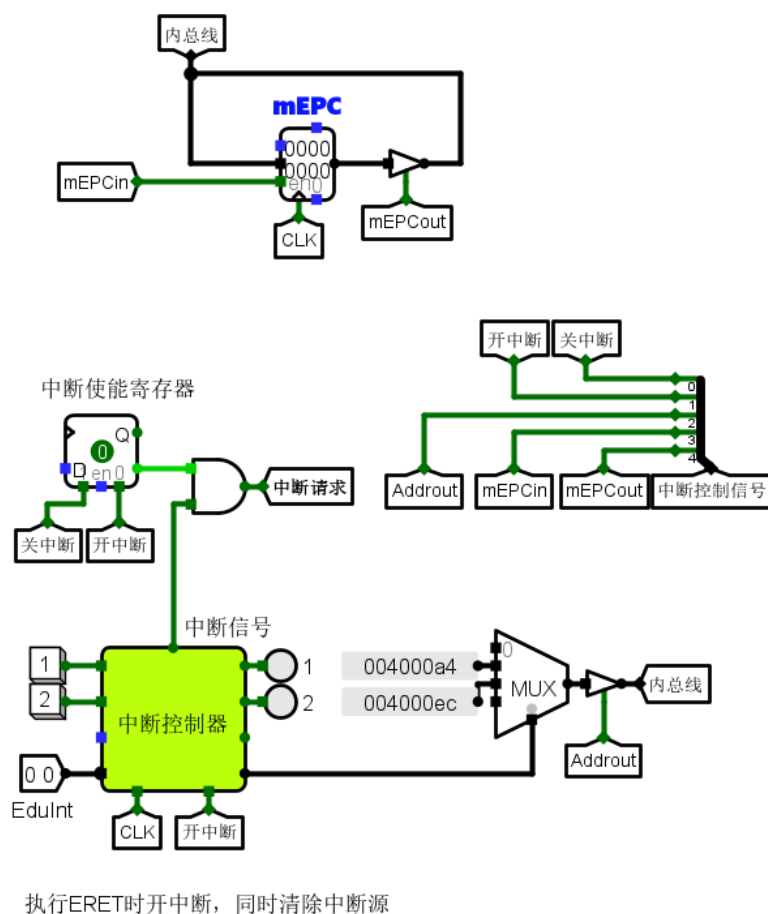 内总线
mEPC
0000
0000
en0
mEPCin
CLK
mEPCout
开中断
关中断
0
1
2
3
4
Addrout
mEPCin
mEPCout
中断控制信号
中断使能寄存器
Q
0
D
en0
中断请求
关中断
开中断
中断信号
1
2
中断控制器
1
2
0 0
EduInt
CLK
开中断
004000a4
004000ec
0
MUX
内总线
Addrout
执行ERET时开中断，同时清除中断源